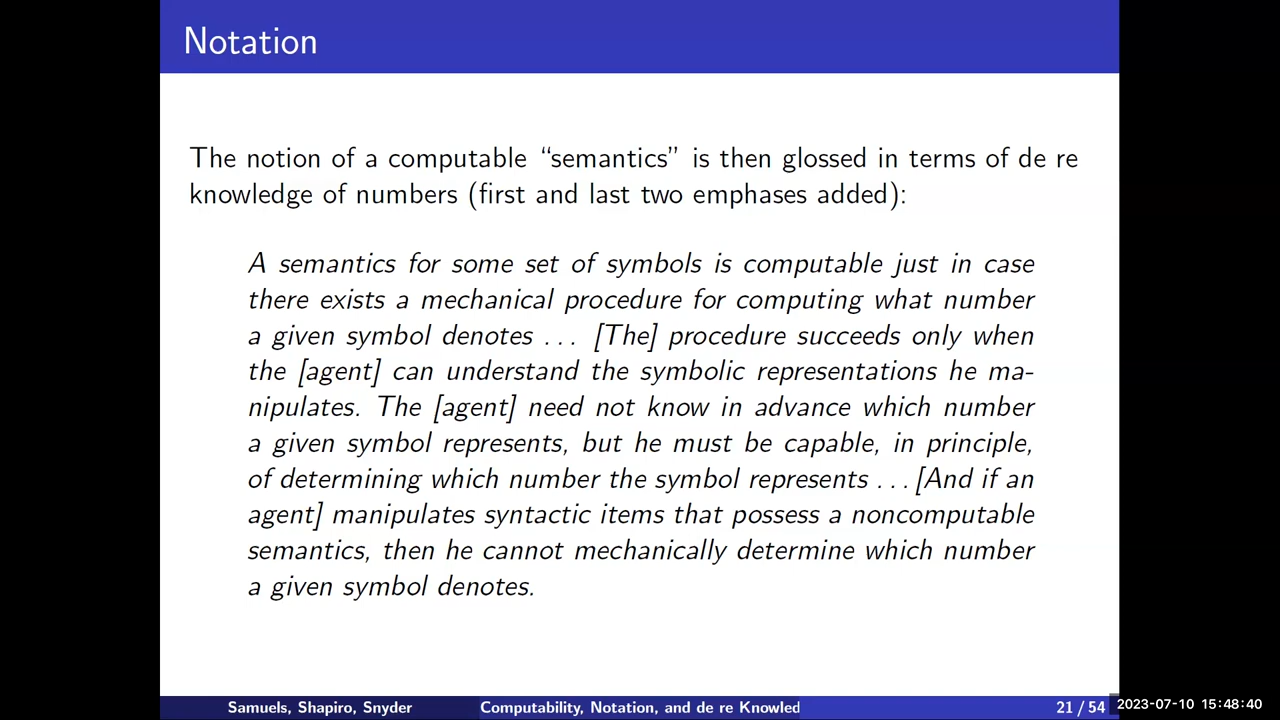 Notation
The notion of a computable “semantics” is then glossed in terms of de re
knowledge of numbers (first and last two emphases added):
A semantics for some set of symbols is computable just in case
there exists a mechanical procedure for computing what number
a given symbol denotes . . . [The] procedure succeeds only when
the [agent] can understand the symbolic representations he ma-
nipulates. The [agent] need not know in advance which number
a given symbol represents, but he must be capable, in principle,
of determining which number the symbol represents . . . [And if an
agent] manipulates syntactic items that possess a noncomputable
semantics, then he cannot mechanically determine which number
a given symbol denotes.
Samuels, Shapiro, Snyder Computability, Notation, and de re Knowled 21 / 54
2023-07-10 15:48:40